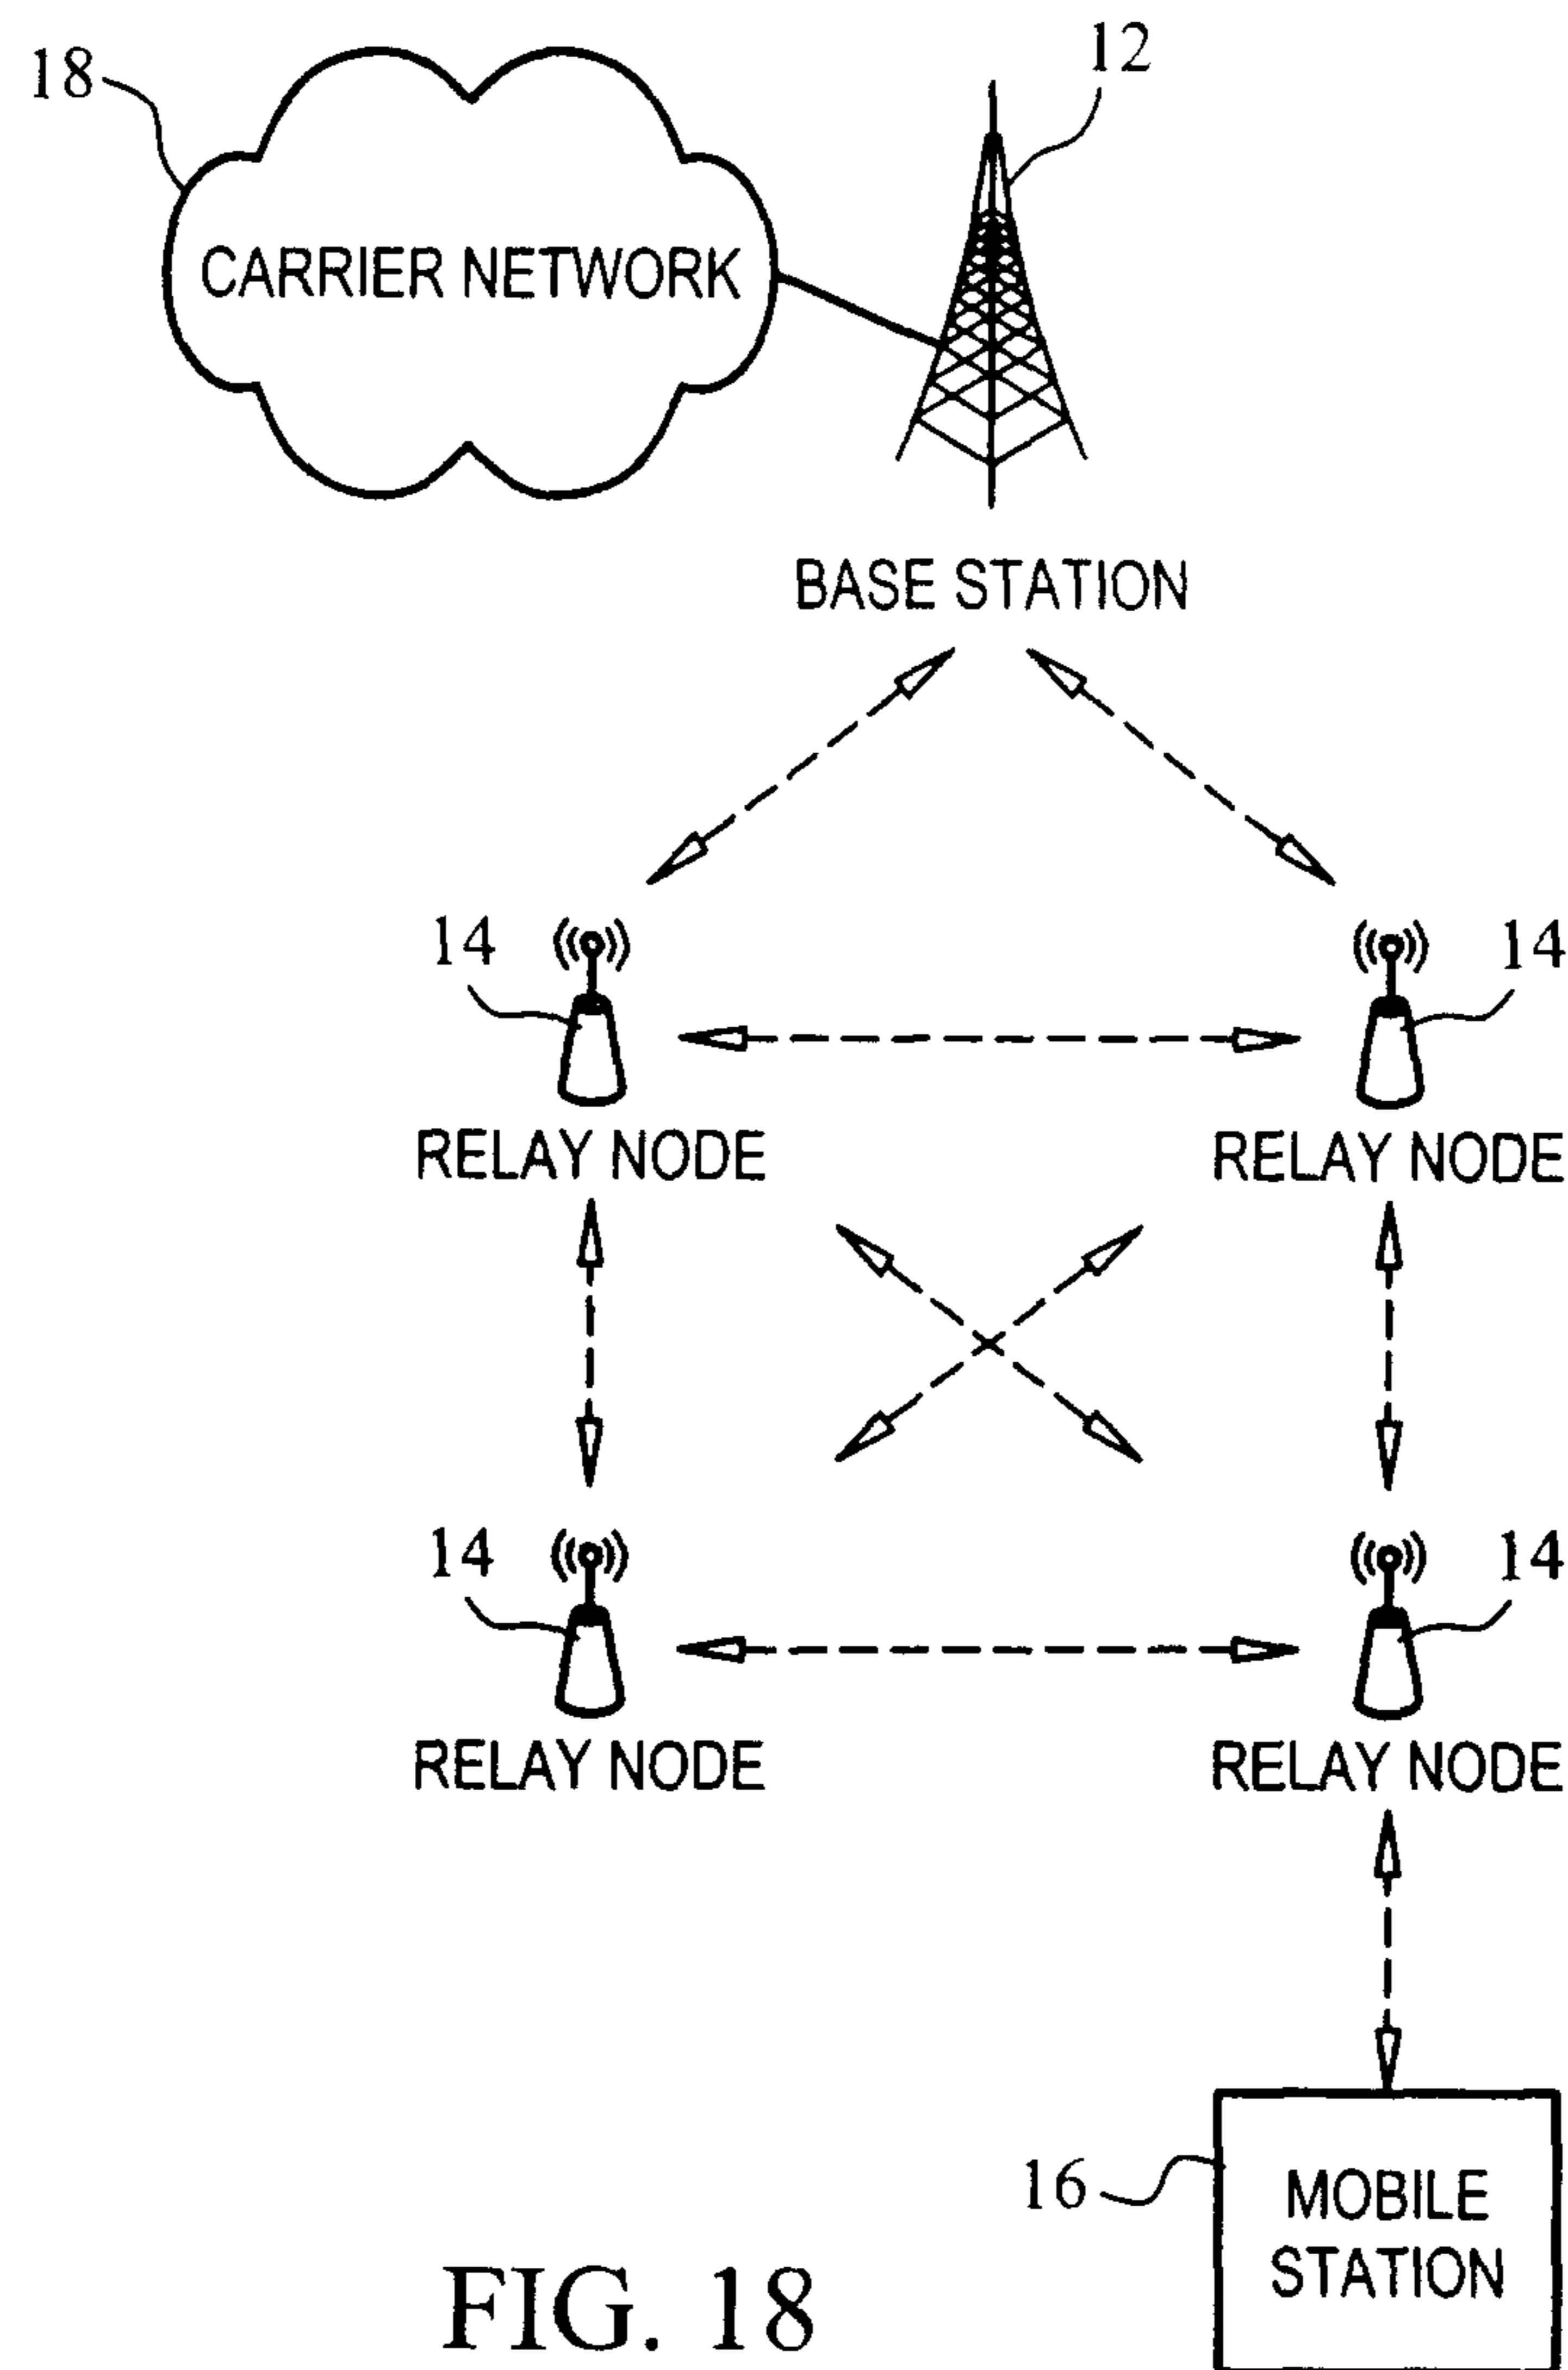 18
12
CARRIER NETWORK
BASE STATION
14
14
RELAY NODE
RELAY NODE
14
14
RELAY NODE
RELAY NODE
16
MOBILE
STATION
FIG. 18